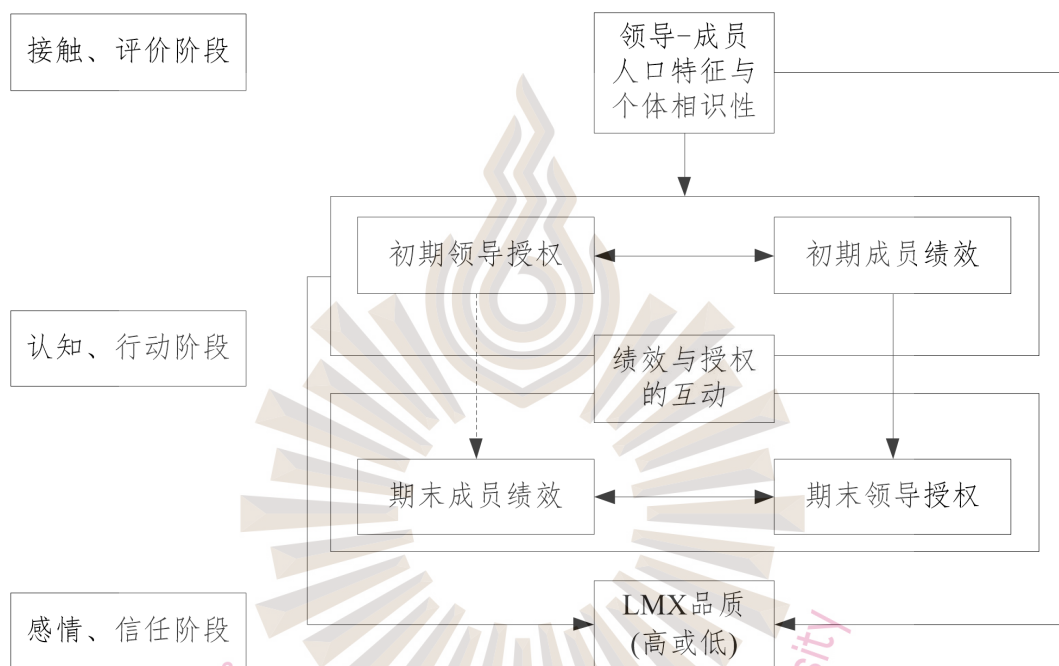 接触、评价阶段
领导-成员
人口特征与
个体相识性
初期领导授权
初期成员绩效
认知、行动阶段
绩效与授权
的互动
期末成员绩效
期末领导授权
感情、信任阶段
LMX品质
(高或低)
sity